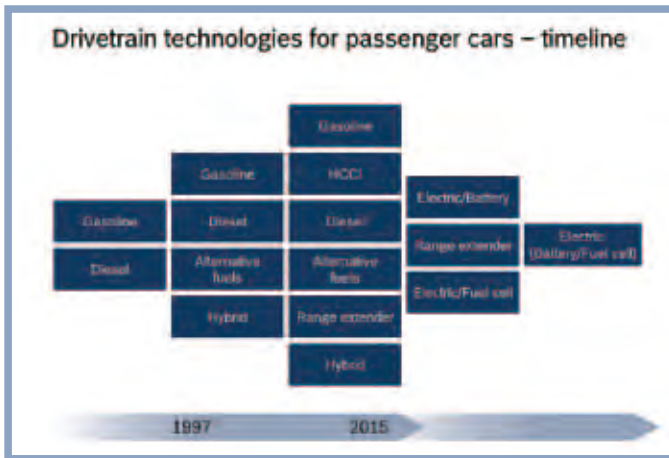 Drivetrain technologies for passenger cars – timeline
Gasoline
Diesel
Gasoline
Diesel
Alternative
fuels
Hybrid
Gasoline
HCCI
Diesel
Alternative
fuels
Range extender
Hybrid
Electric/Battery
Range extender
Electric/Fuel cell
Electric
(Battery/Fuel cell)
1997
2015